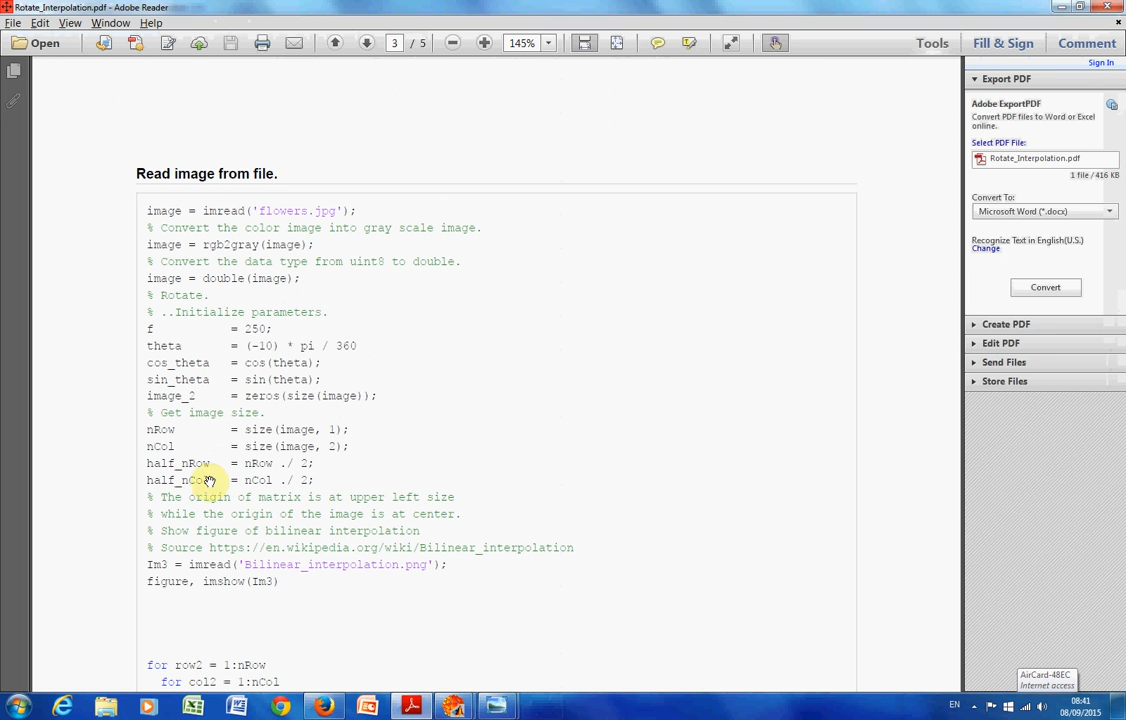 Rotate_Interpolation.pdf - Adobe Reader
File Edit View Window Help
Open 3 / 5 145% Tools Fill & Sign Comment
Sign In
Export PDF
Adobe ExportPDF
Convert PDF files to Word or Excel
online.
Select PDF File:
Rotate_Interpolation.pdf
1 file / 416 KB
Convert To:
Microsoft Word (*.docx)
Recognize Text in English(U.S.)
Change
Convert
Create PDF
Edit PDF
Send Files
Store Files
Read image from file.
image = imread('flowers.jpg');
% Convert the color image into gray scale image.
image = rgb2gray(image);
% Convert the data type from uint8 to double.
image = double(image);
% Rotate.
% ..Initialize parameters.
f = 250;
theta = (-10) * pi / 360
cos_theta = cos(theta);
sin_theta = sin(theta);
image_2 = zeros(size(image));
% Get image size.
nRow = size(image, 1);
nCol = size(image, 2);
half_nRow = nRow ./ 2;
half_nCol = nCol ./ 2;
% The origin of matrix is at upper left size
% while the origin of the image is at center.
% Show figure of bilinear interpolation
% Source https://en.wikipedia.org/wiki/Bilinear_interpolation
Im3 = imread('Bilinear_interpolation.png');
figure, imshow(Im3)
for row2 = 1:nRow
for col2 = 1:nCol
AirCard-48EC
Internet access
EN 08:41
08/09/2015